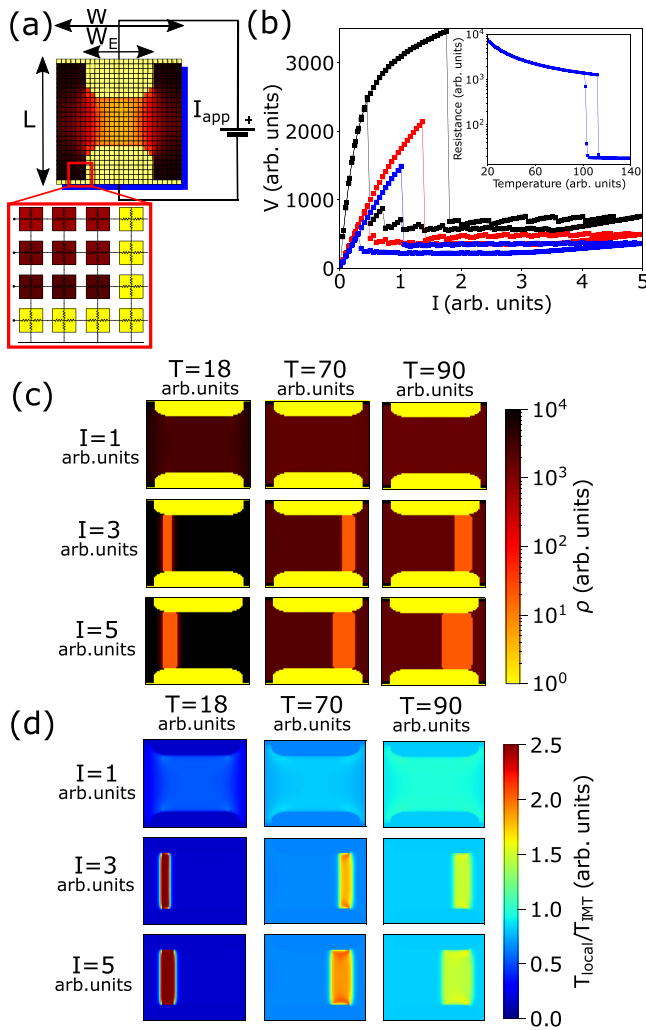 (a)
W
W_E
L
I_app
+
(b)
V (arb. units)
3000
2000
1000
0
0 1 2 3 4 5
I (arb. units)
Resistance (arb. units)
10^4
10^3
10^2
20 60 100 140
Temperature (arb. units)
(c)
T=18 T=70 T=90
arb.units arb.units arb.units
I=1
arb.units
I=3
arb.units
I=5
arb.units
10^4
10^3
10^2
10^1
10^0
ρ (arb. units)
(d)
T=18 T=70 T=90
arb.units arb.units arb.units
I=1
arb.units
I=3
arb.units
I=5
arb.units
2.5
2.0
1.5
1.0
0.5
0.0
T_local/T_IMT (arb. units)